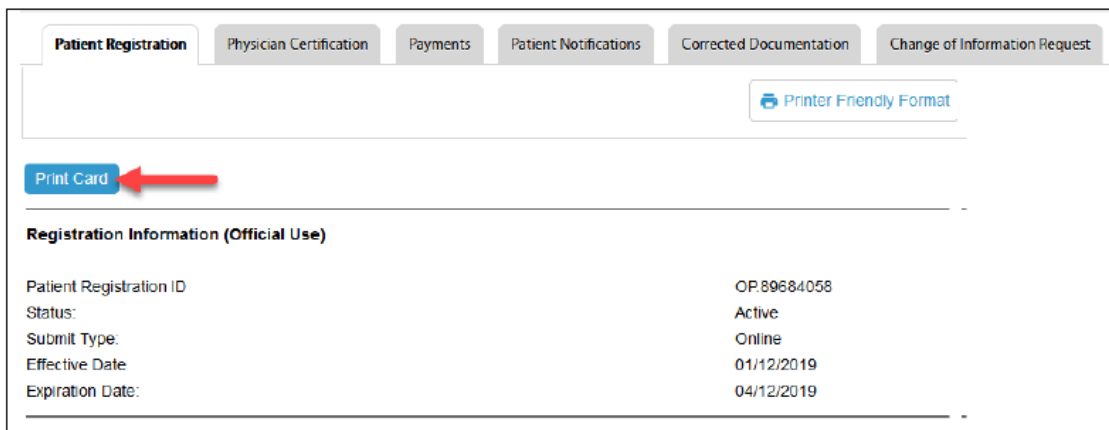 Patient Registration Physician Certification Payments Patient Notifications Corrected Documentation Change of Information Request
Printer Friendly Format
Print Card
Registration Information (Official Use)
Patient Registration ID OP.89684058
Status: Active
Submit Type: Online
Effective Date 01/12/2019
Expiration Date: 04/12/2019